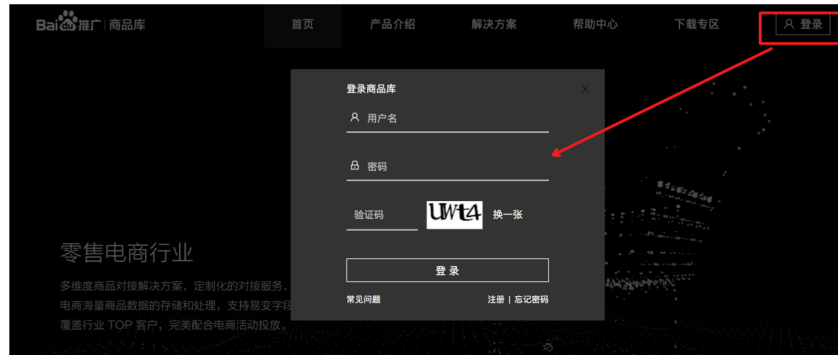 Bai du 推广 商品库
首页
产品介绍
解决方案
帮助中心
下载专区
登录
登录商品库
用户名
密码
验证码
UWt4
换一张
登 录
常见问题
注册 | 忘记密码
零售电商行业
多维度商品对接解决方案,定制化的对接服务,
电商海量商品数据的存储和处理,支持易变字段
覆盖行业 TOP 客户,完美配合电商活动投放。